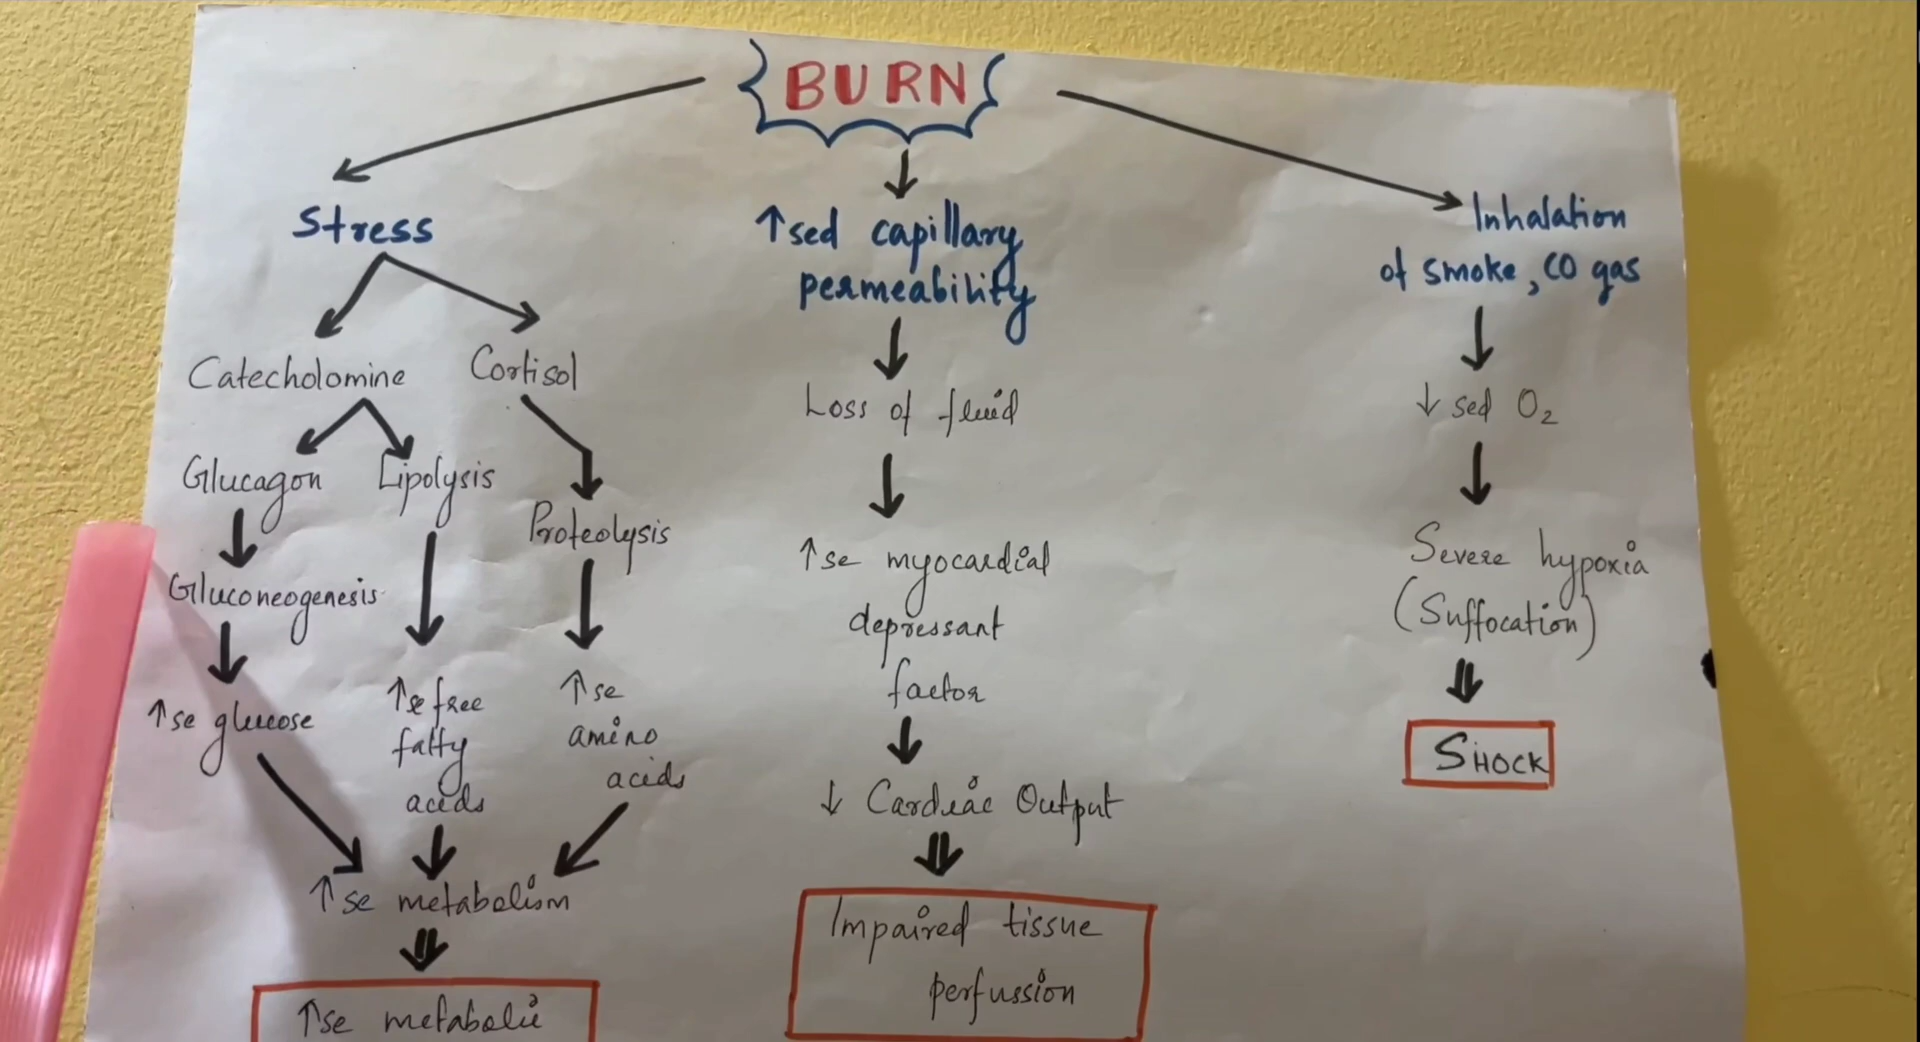 BURN
Stress
Catecholomine
Cortisol
Glucagon
Lipolysis
Proteolysis
Gluconeogenesis
↑se glucose
↑se free
fatty
acids
↑se
amino
acids
↑se metabolism
↑se metabolic
↑sed capillary
permeability
Loss of fluid
↑se myocardial
depressant
factor
↓ Cardiac Output
Impaired tissue
perfussion
Inhalation
of smoke, CO gas
↓sed O₂
Severe hypoxia
(Suffocation)
SHOCK